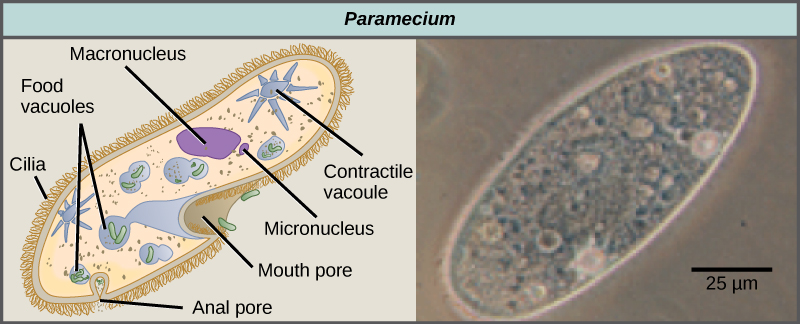 Paramecium
Macronucleus
Food
vacuoles
Cilia
Contractile
vacoule
Micronucleus
Mouth pore
Anal pore
25 µm